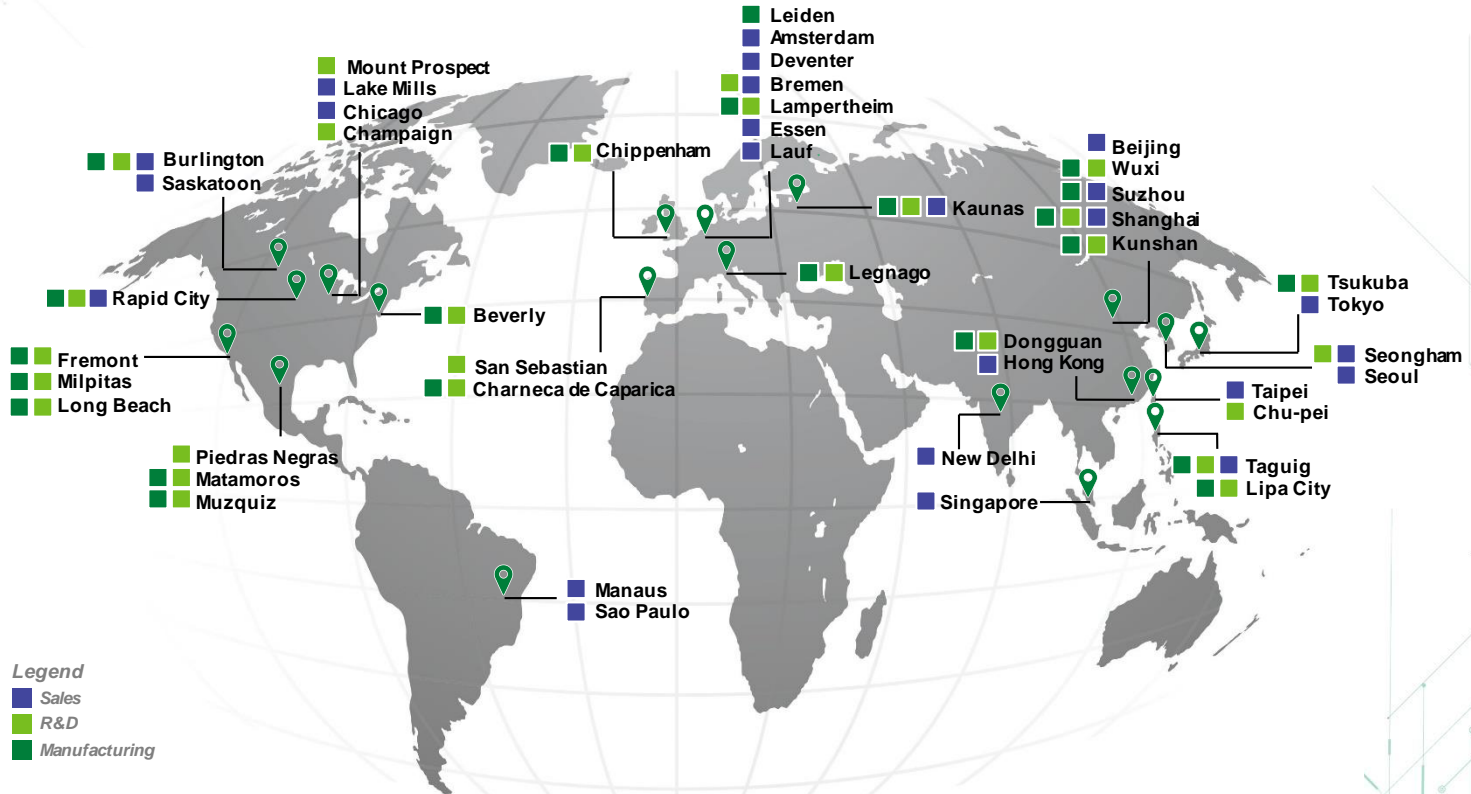 Leiden
Amsterdam
Deventer
Bremen
Lampertheim
Essen
Lauf
Mount Prospect
Lake Mills
Chicago
Champaign
Burlington
Saskatoon
Chippenham
Beijing
Wuxi
Suzhou
Shanghai
Kunshan
Kaunas
Legnago
Rapid City
Beverly
Tsukuba
Tokyo
Fremont
Milpitas
Long Beach
San Sebastian
Charneca de Caparica
Dongguan
Hong Kong
Seongham
Seoul
Taipei
Chu-pei
Piedras Negras
Matamoros
Muzquiz
New Delhi
Singapore
Taguig
Lipa City
Manaus
Sao Paulo
Legend
Sales
R&D
Manufacturing